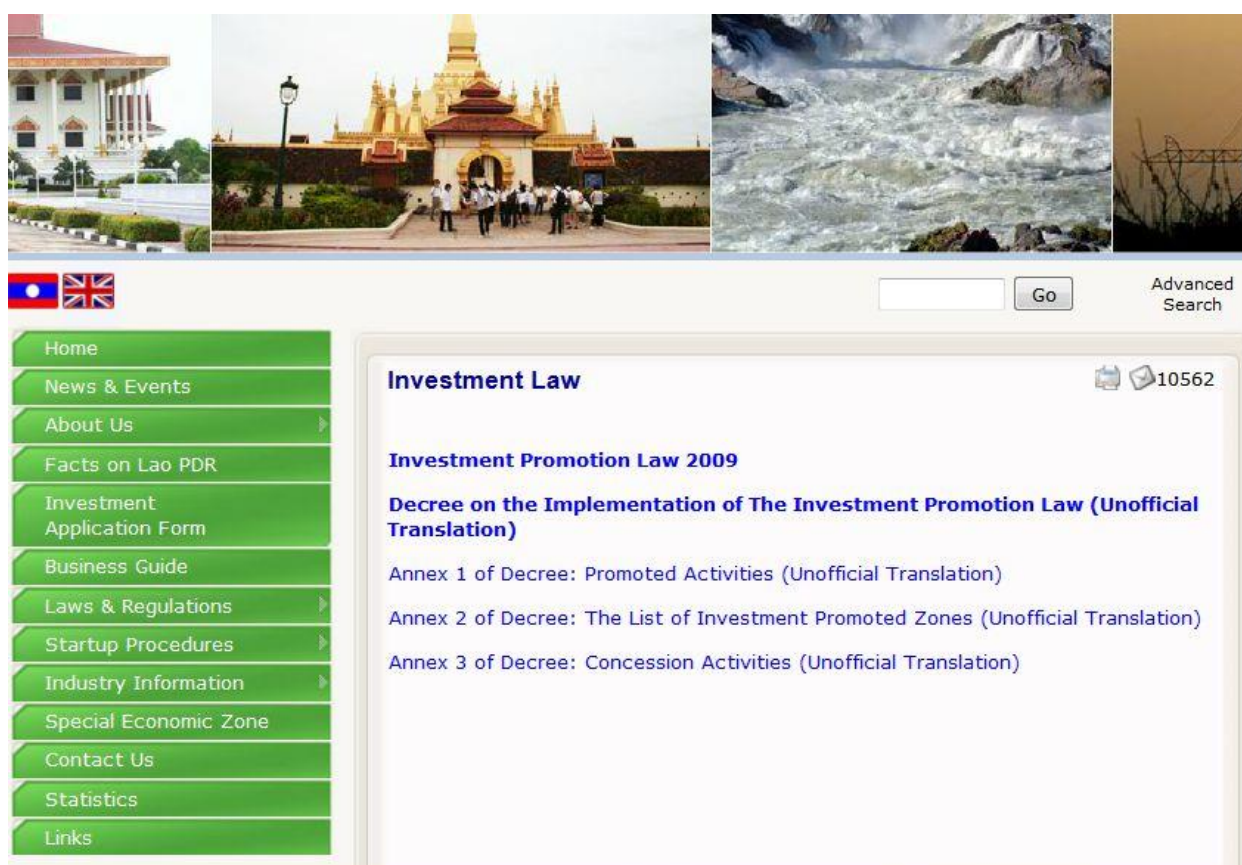 Go
Advanced
Search
Home
News & Events
About Us
Facts on Lao PDR
Investment
Application Form
Business Guide
Laws & Regulations
Startup Procedures
Industry Information
Special Economic Zone
Contact Us
Statistics
Links
Investment Law
10562
Investment Promotion Law 2009
Decree on the Implementation of The Investment Promotion Law (Unofficial
Translation)
Annex 1 of Decree: Promoted Activities (Unofficial Translation)
Annex 2 of Decree: The List of Investment Promoted Zones (Unofficial Translation)
Annex 3 of Decree: Concession Activities (Unofficial Translation)